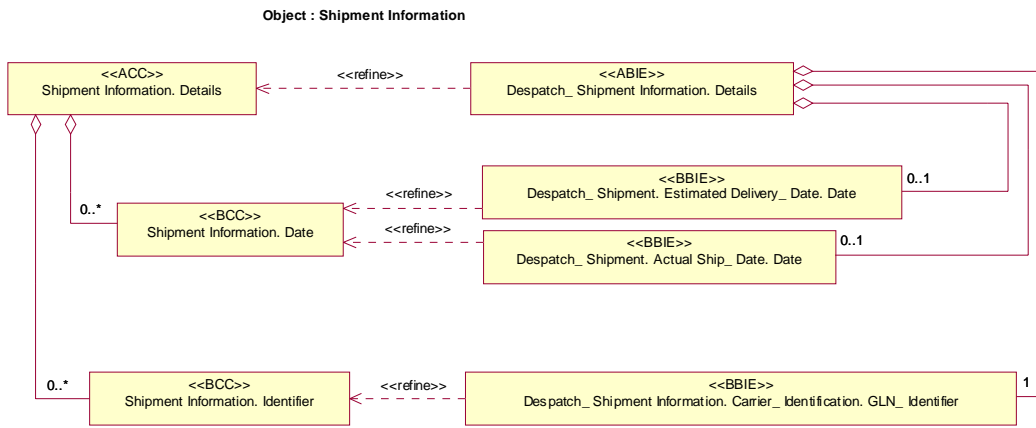 Object : Shipment Information
<<ACC>>
Shipment Information. Details
<<refine>>
<<ABIE>>
Despatch_ Shipment Information. Details
<<BBIE>>
Despatch_ Shipment. Estimated Delivery_ Date. Date
0..1
<<refine>>
0..*
<<BCC>>
Shipment Information. Date
<<refine>>
<<BBIE>>
Despatch_ Shipment. Actual Ship_ Date. Date
0..1
0..*
<<BCC>>
Shipment Information. Identifier
<<refine>>
<<BBIE>>
Despatch_ Shipment Information. Carrier_ Identification. GLN_ Identifier
1